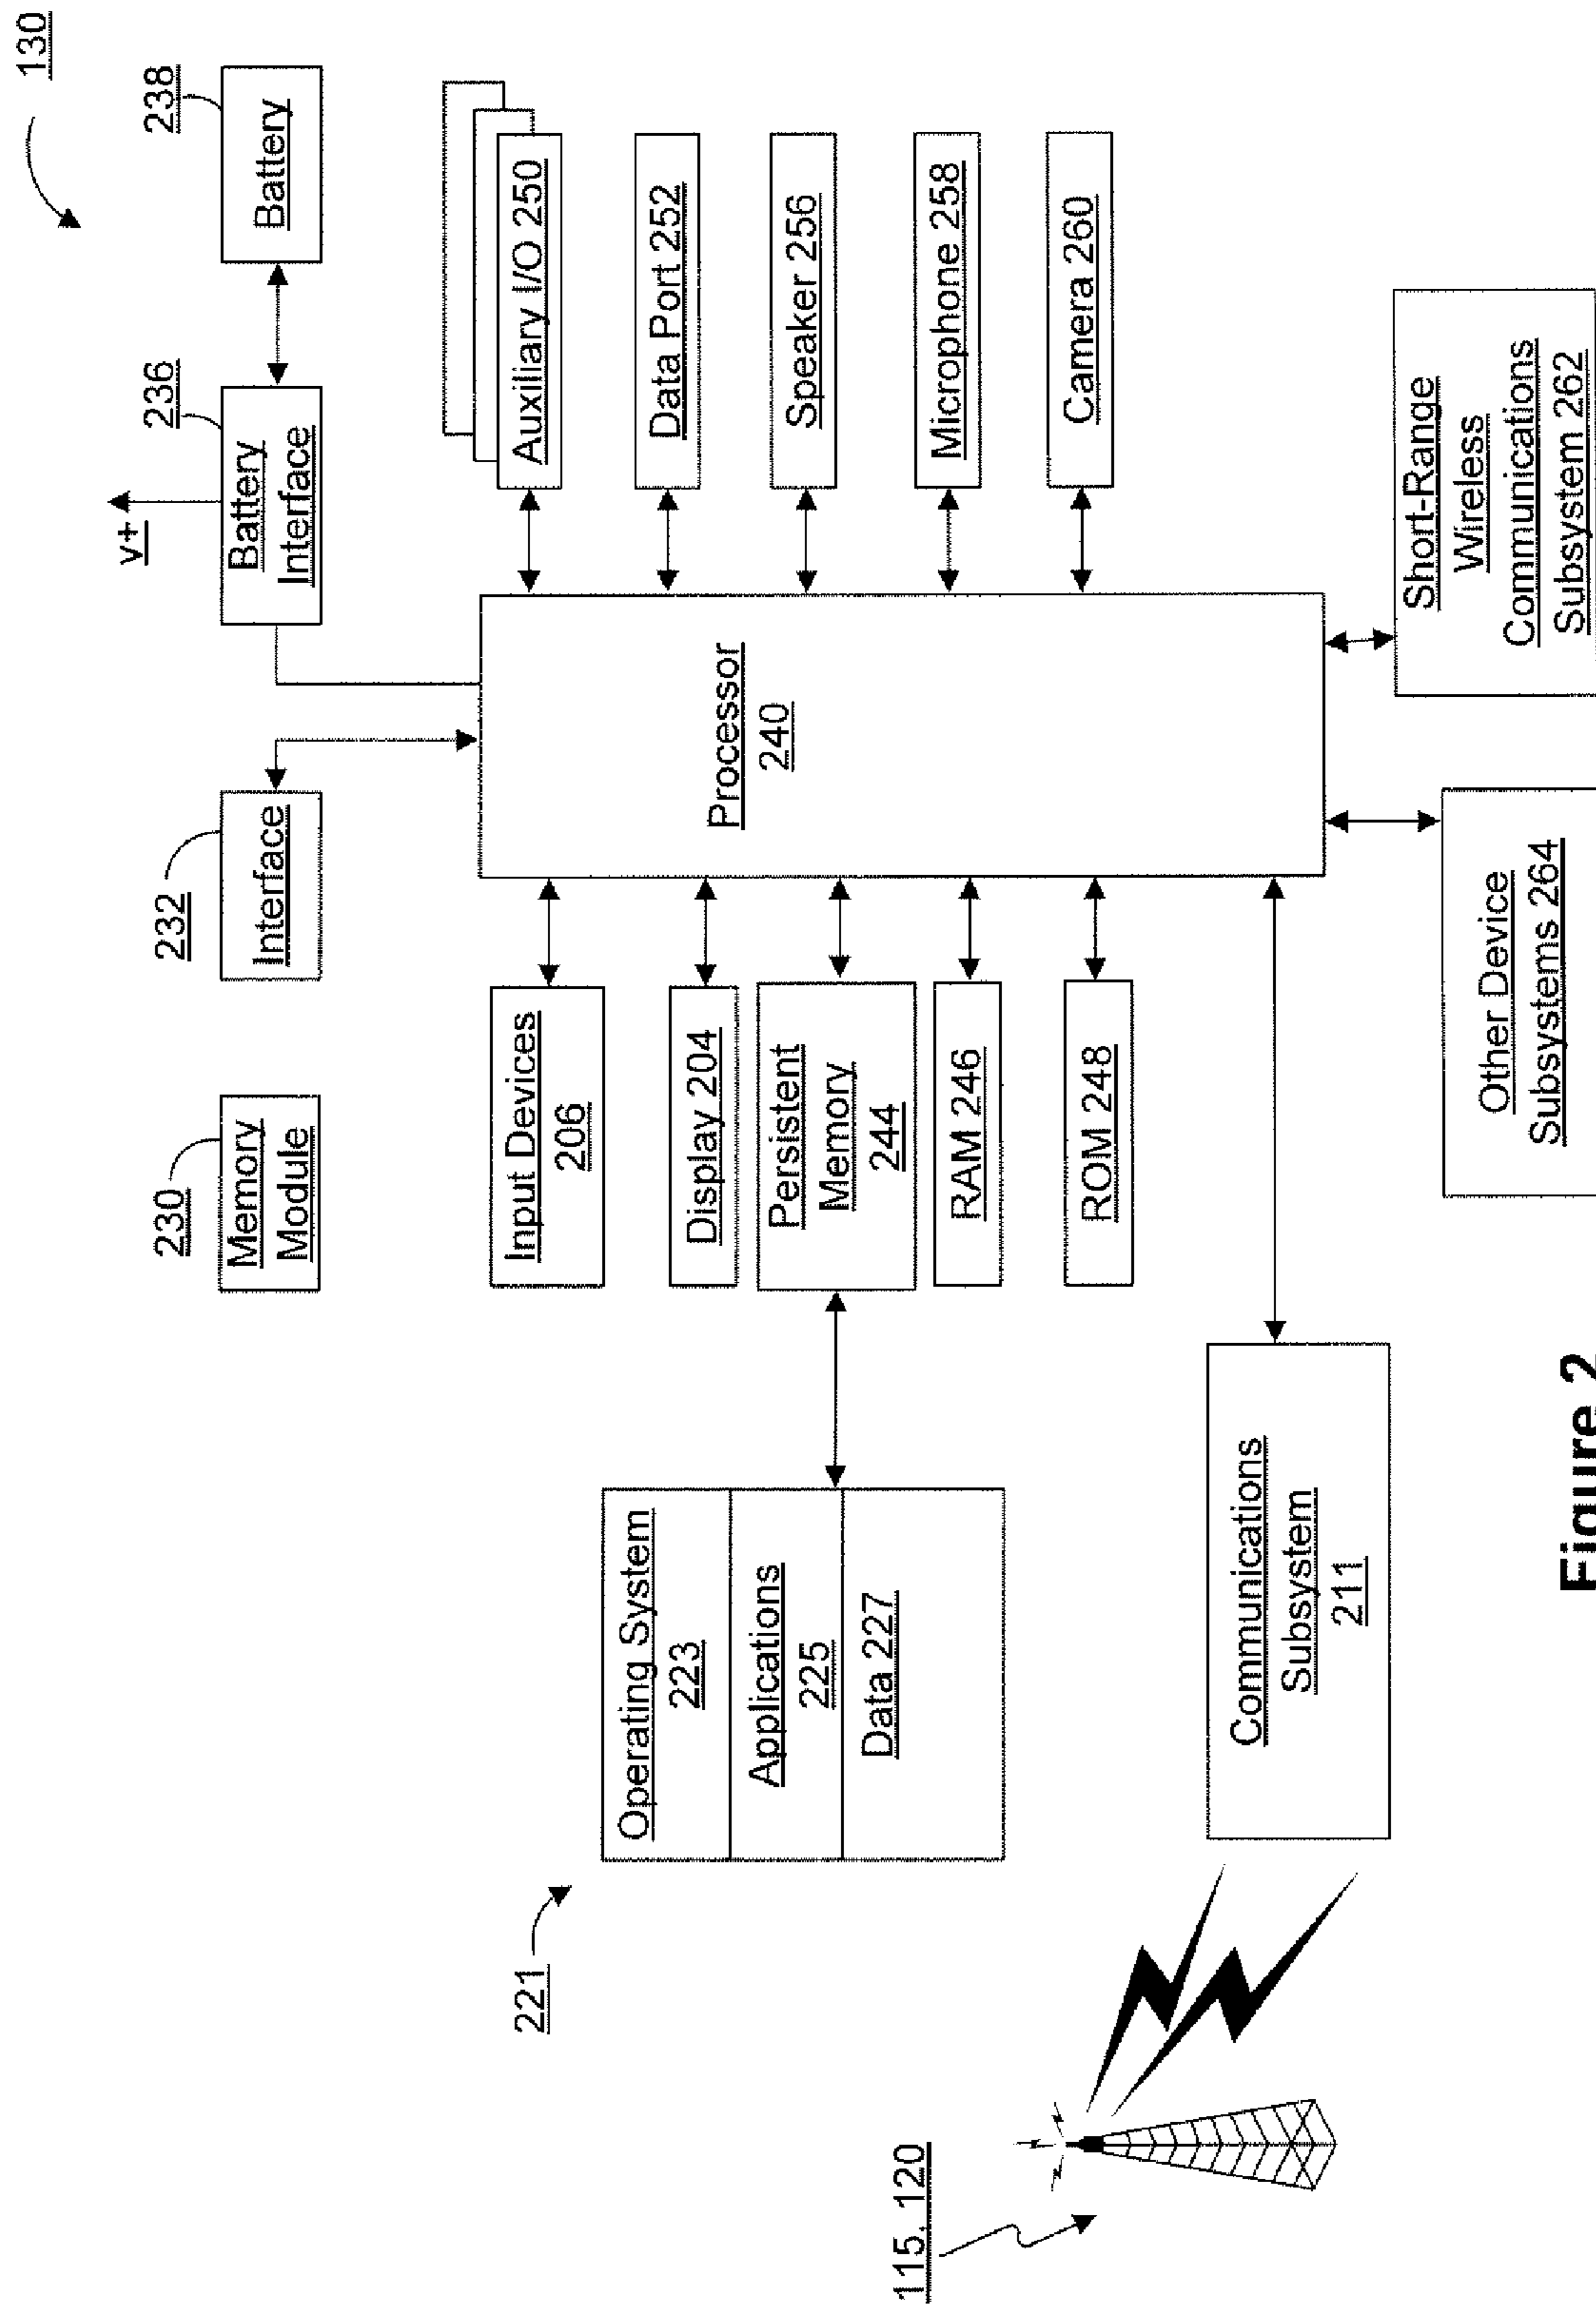 130
230
232
236
238
v+
Memory
Module
Interface
Battery
Interface
Battery
221
Operating System
223
Applications
225
Data 227
Input Devices
206
Display 204
Persistent
Memory
244
RAM 246
ROM 248
Processor
240
Auxiliary I/O 250
Data Port 252
Speaker 256
Microphone 258
Camera 260
115, 120
Communications
Subsystem
211
Other Device
Subsystems 264
Short-Range
Wireless
Communications
Subsystem 262
Figure 2